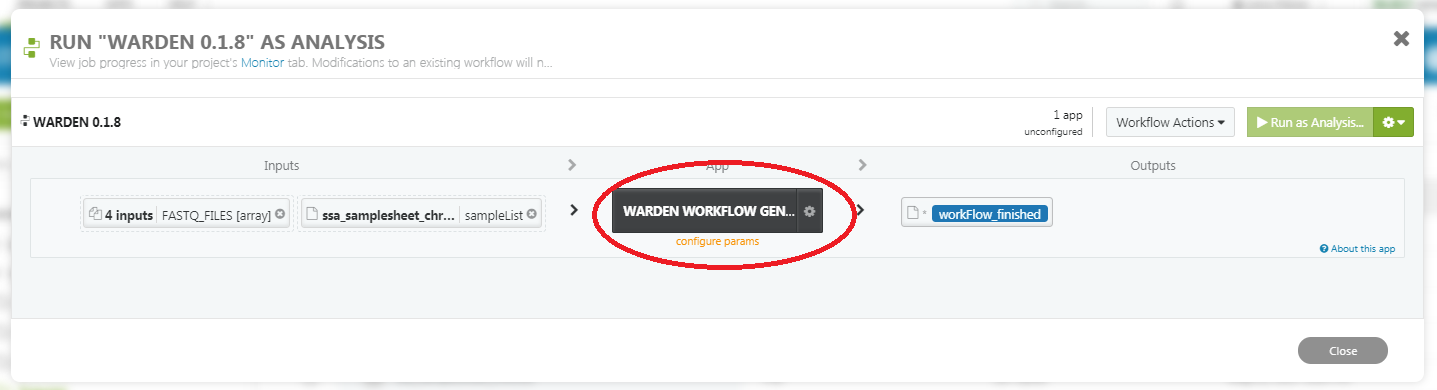 RUN "WARDEN 0.1.8" AS ANALYSIS
View job progress in your project's Monitor tab. Modifications to an existing workflow will n...
WARDEN 0.1.8
1 app
unconfigured
Workflow Actions
Run as Analysis...
Inputs
App
Outputs
4 inputs FASTQ_FILES [array]
ssa_samplesheet_chr... sampleList
WARDEN WORKFLOW GEN...
* workFlow_finished
configure params
About this app
Close